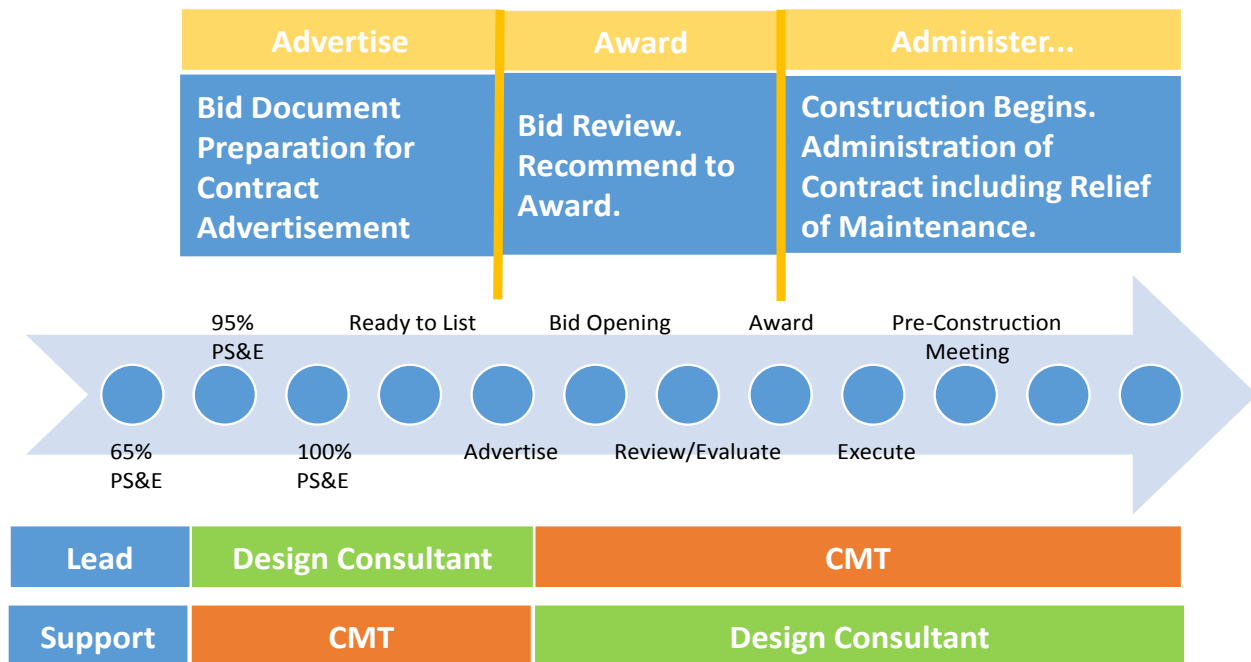 Advertise
Award
Administer...
Bid Document
Preparation for
Contract
Advertisement
Bid Review.
Recommend to
Award.
Construction Begins.
Administration of
Contract including Relief
of Maintenance.
95%
PS&E
Ready to List
Bid Opening
Award
Pre-Construction
Meeting
65%
PS&E
100%
PS&E
Advertise
Review/Evaluate
Execute
Lead
Design Consultant
CMT
Support
CMT
Design Consultant